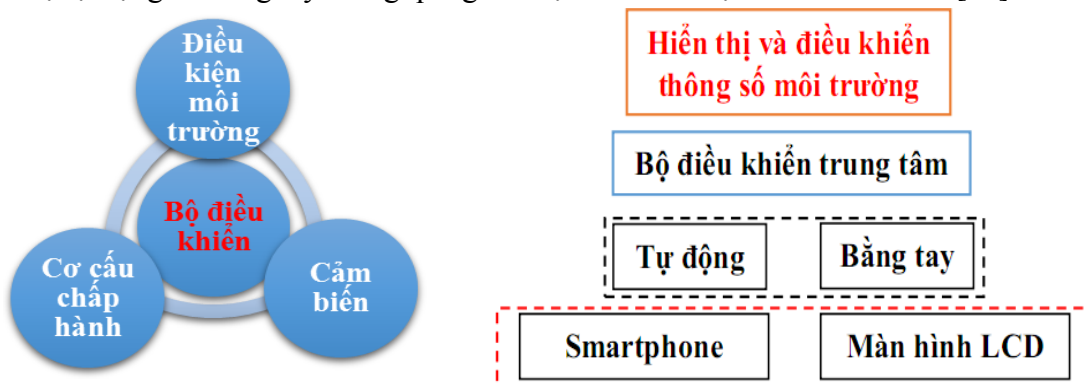 Điều
kiện
môi
trường
Bộ điều
khiển
Cơ cấu
chấp
hành
Cảm
biến
Hiển thị và điều khiển
thông số môi trường
Bộ điều khiển trung tâm
Tự động
Bằng tay
Smartphone
Màn hình LCD